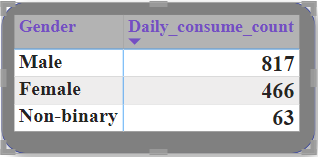 Gender Daily_consume_count
Male 817
Female 466
Non-binary 63